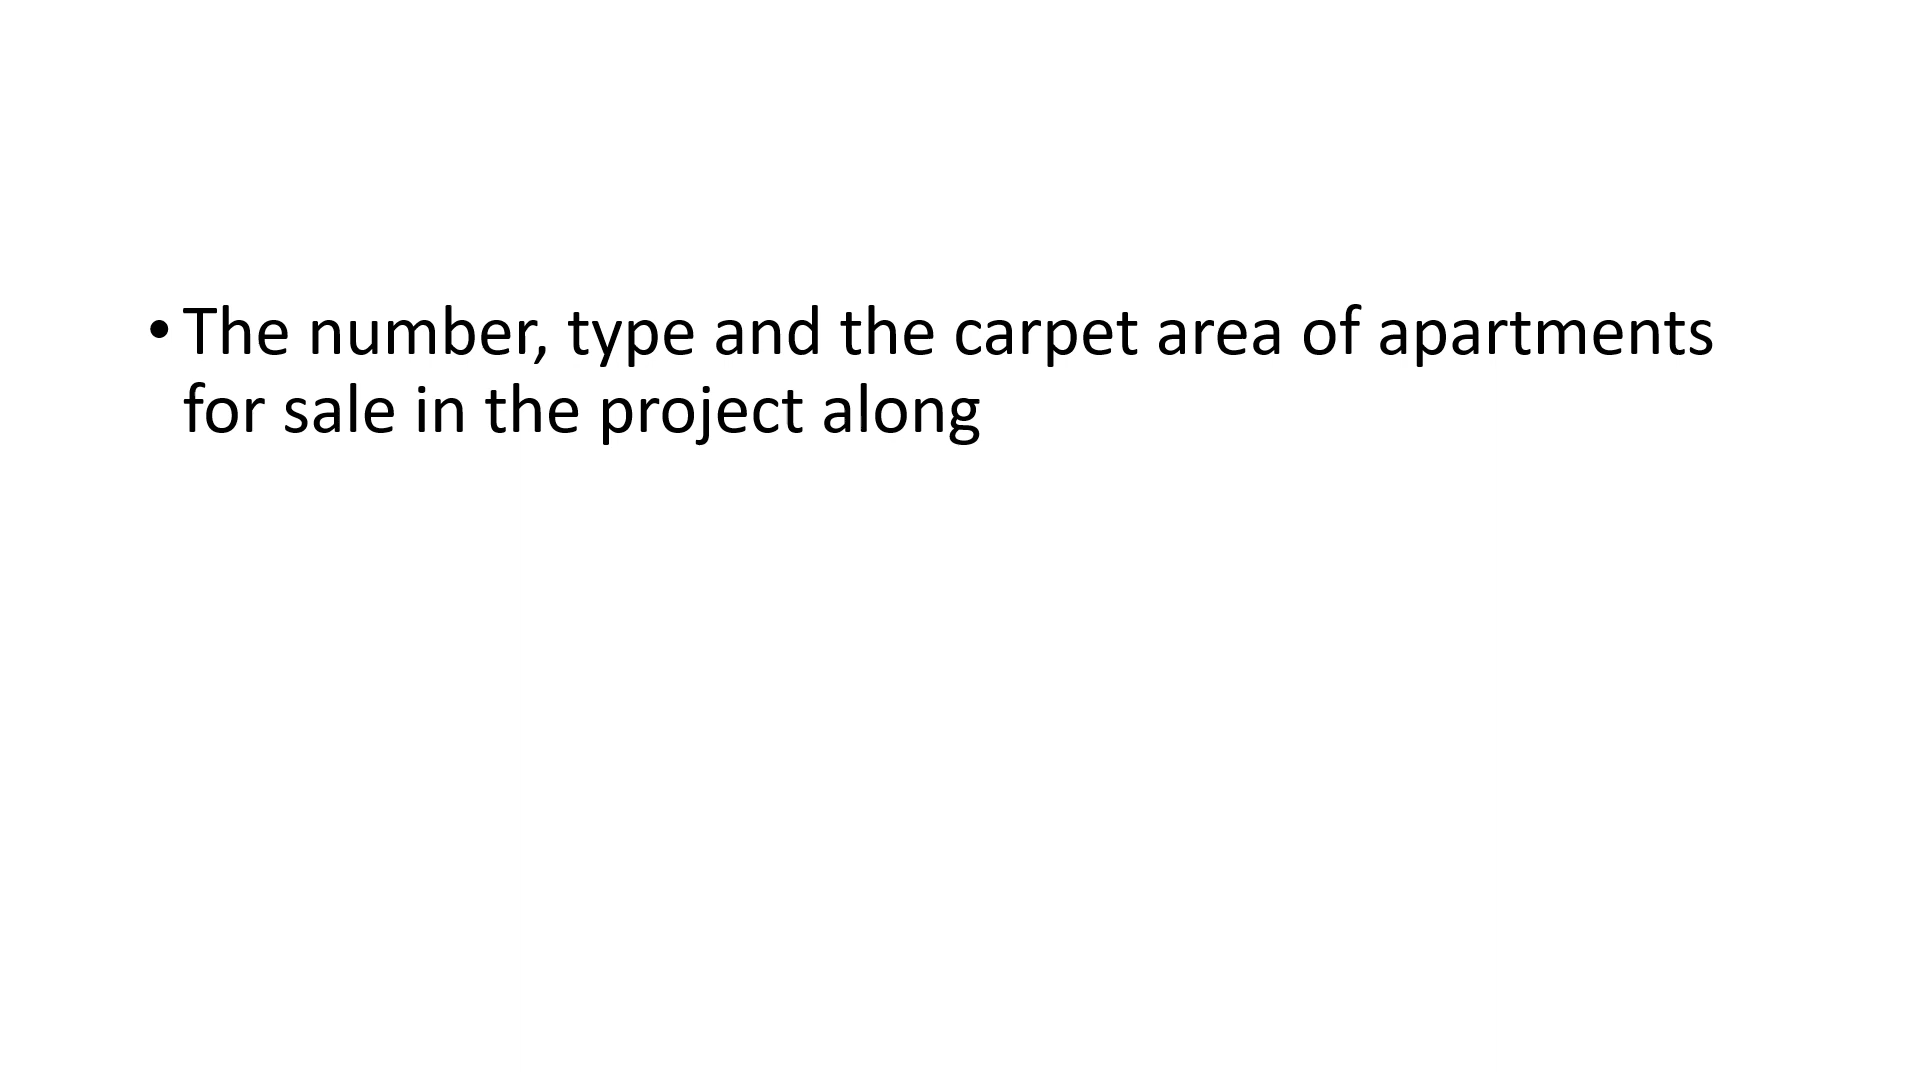 • The number, type and the carpet area of apartments
for sale in the project along